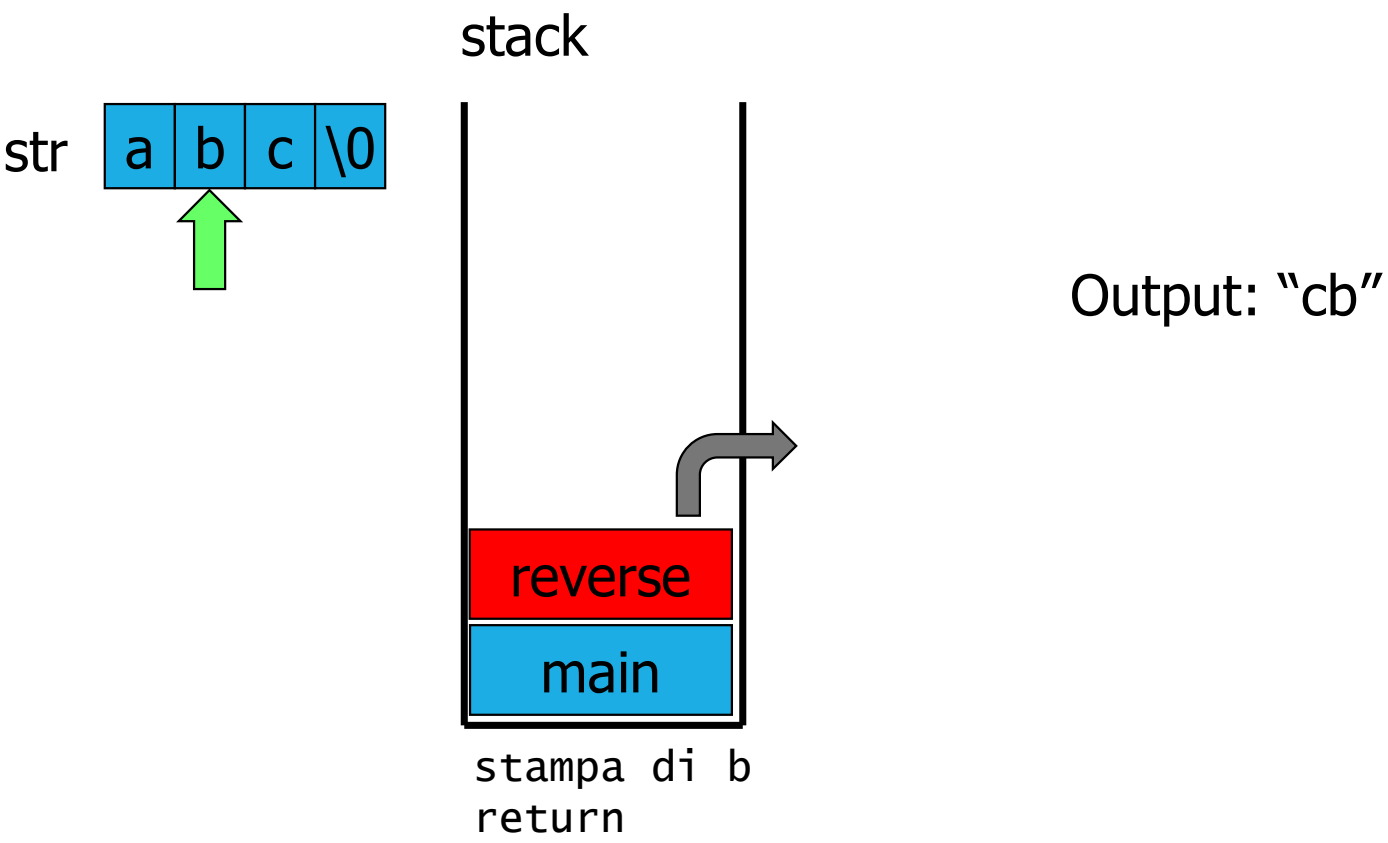 stack
str a b c \0
Output: “cb”
reverse
main
stampa di b
return